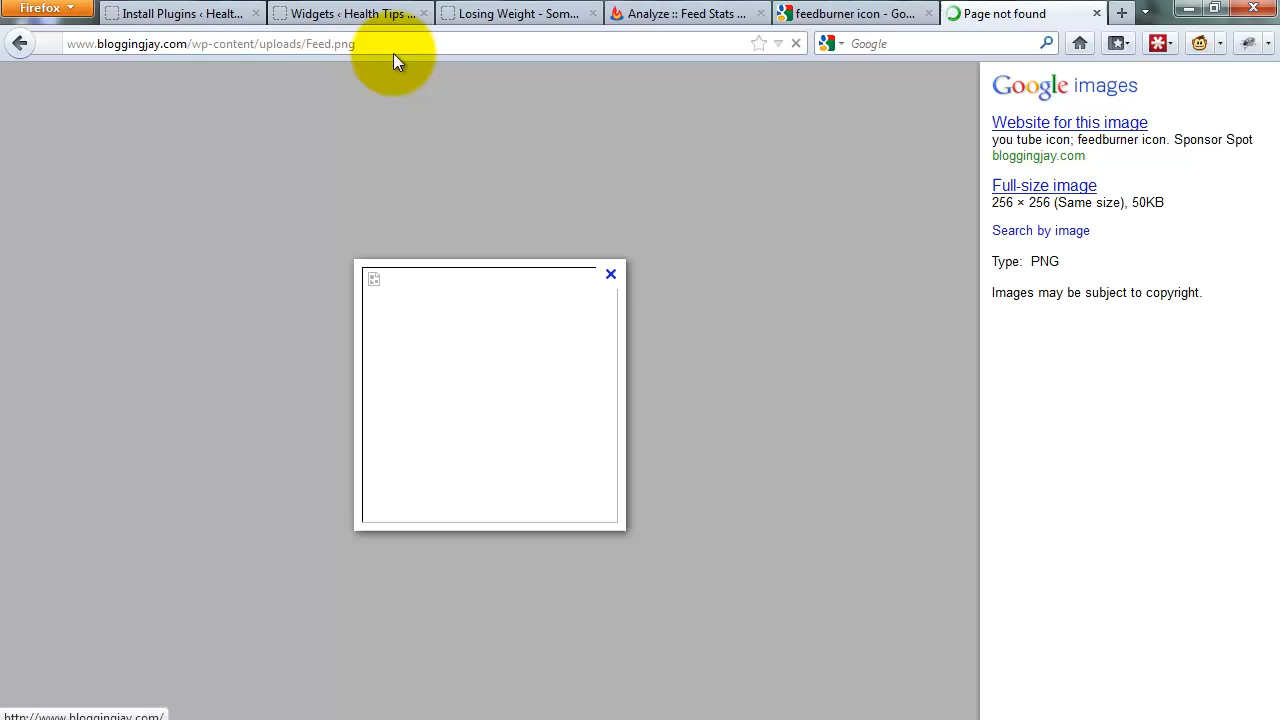 Firefox
Install Plugins ‹ Healt...
Widgets ‹ Health Tips ...
Losing Weight - Som...
Analyze :: Feed Stats ...
feedburner icon - Go...
Page not found
www.bloggingjay.com/wp-content/uploads/Feed.png
Google
Google images
Website for this image
you tube icon; feedburner icon. Sponsor Spot
bloggingjay.com
Full-size image
256 × 256 (Same size), 50KB
Search by image
Type: PNG
Images may be subject to copyright.
http://www.bloggingjay.com/